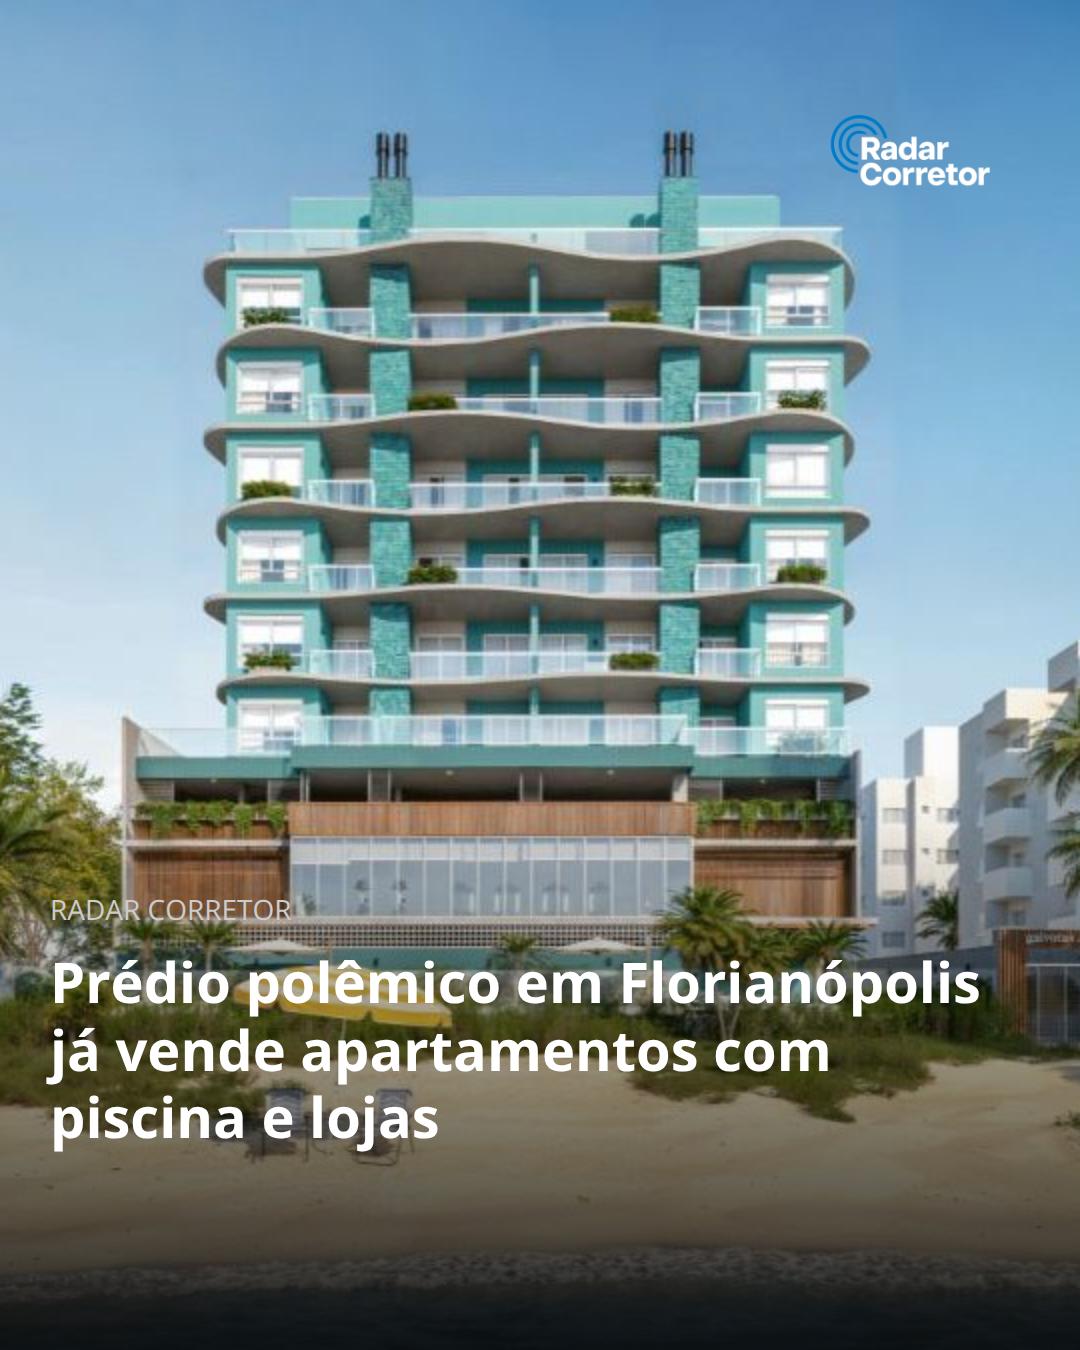 Radar
Corretor
RADAR CORRETOR
Prédio polêmico em Florianópolis
já vende apartamentos com
piscina e lojas